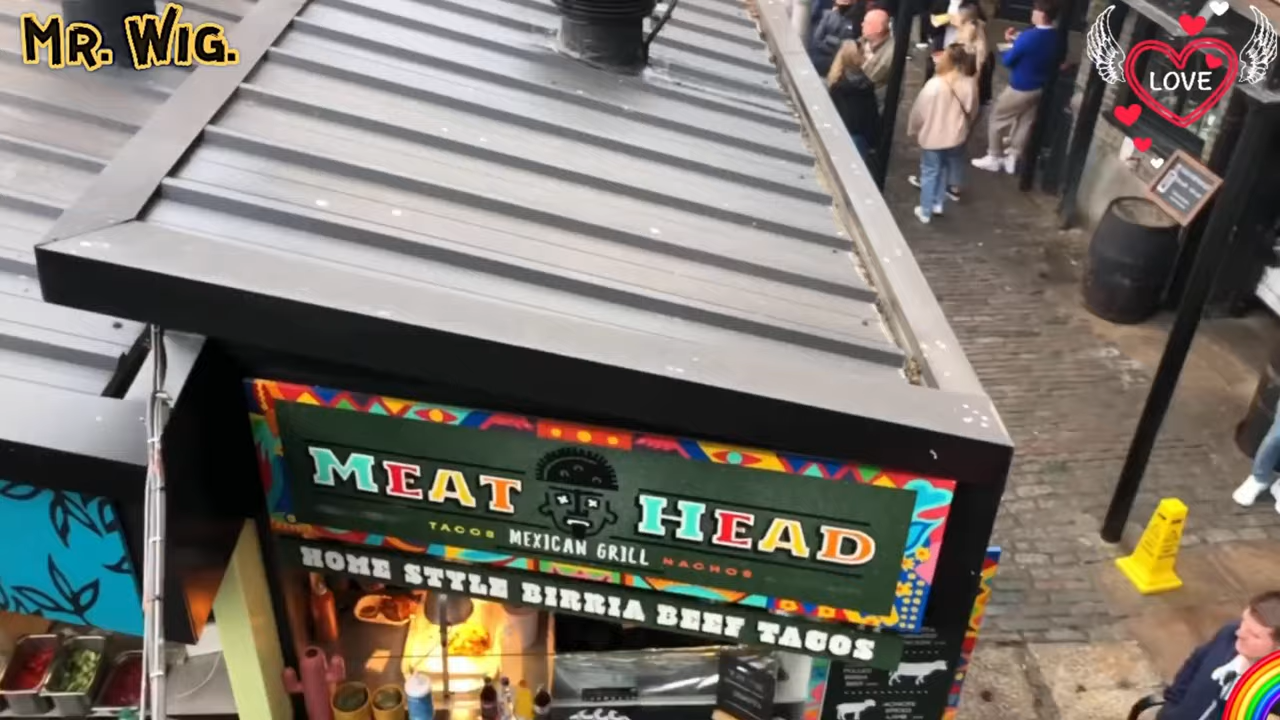 MR. WIG.
LOVE
MEAT HEAD
TACOS MEXICAN GRILL NACHOS
HOME STYLE BIRRIA BEEF TACOS